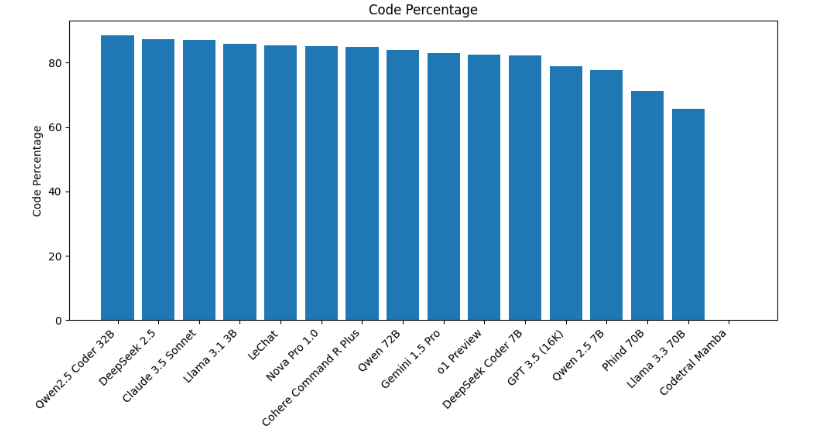 Code Percentage
Code Percentage
80
60
40
20
0
Qwen2.5 Coder 32B
DeepSeek 2.5
Claude 3.5 Sonnet
Llama 3.1 3B
LeChat
Nova Pro 1.0
Cohere Command R Plus
Qwen 72B
Gemini 1.5 Pro
o1 Preview
DeepSeek Coder 7B
GPT 3.5 (16K)
Qwen 2.5 7B
Phind 70B
Llama 3.3 70B
Codetral Mamba